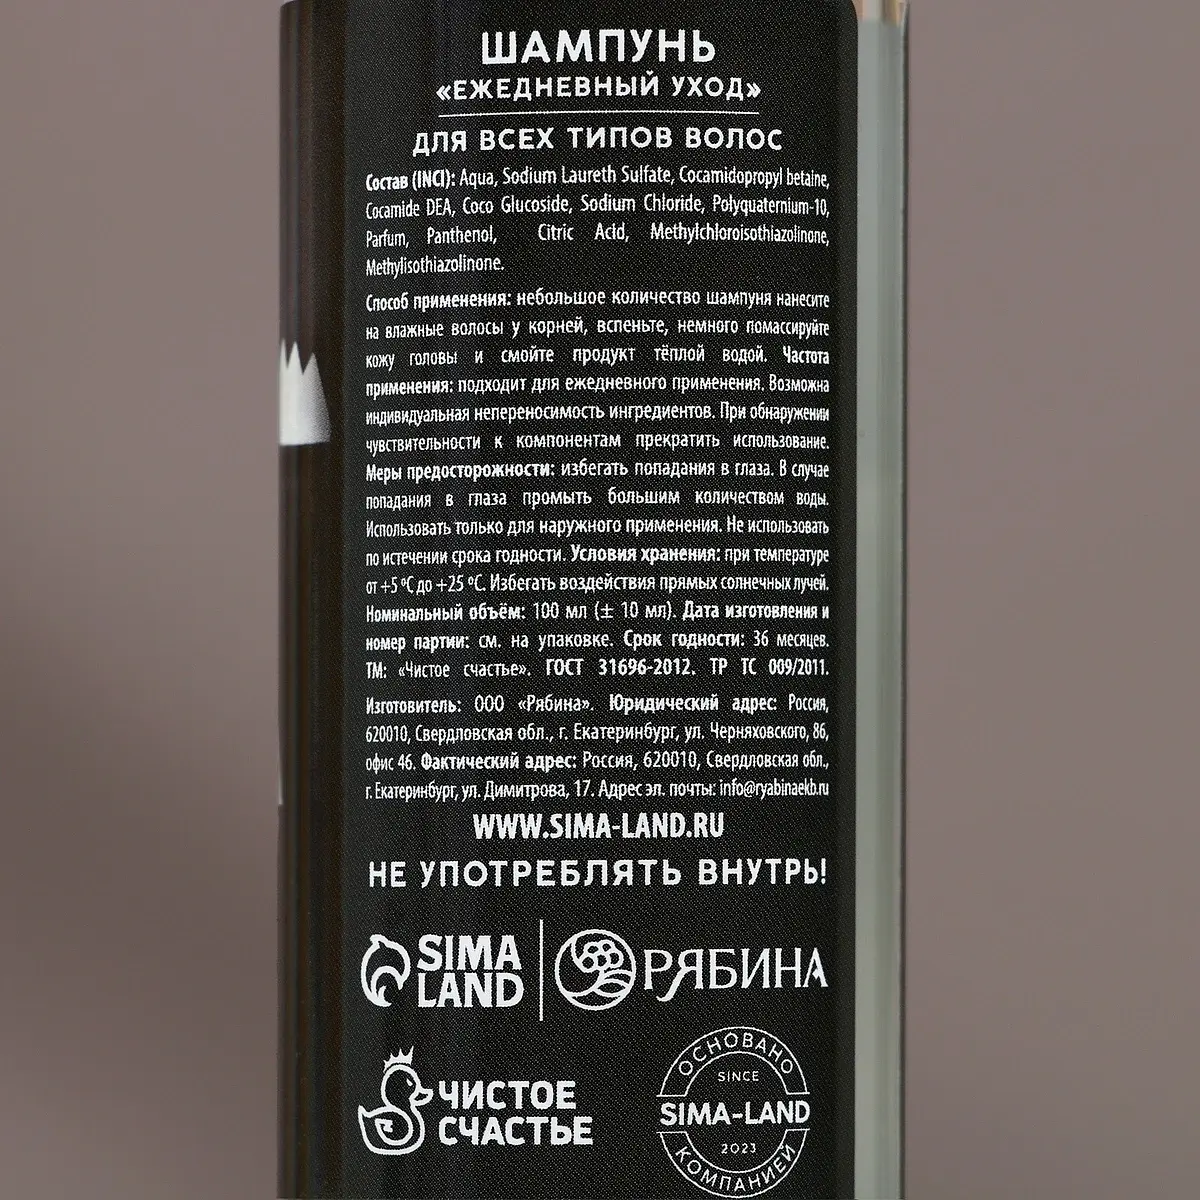 ШАМПУНЬ
«ЕЖЕДНЕВНЫЙ УХОД»
ДЛЯ ВСЕХ ТИПОВ ВОЛОС
Состав (INCI): Aqua, Sodium Laureth Sulfate, Cocamidopropyl betaine,
Cocamide DEA, Coco Glucoside, Sodium Chloride, Polyquaternium-10,
Parfum, Panthenol, Citric Acid, Methylchloroisothiazolinone,
Methylisothiazolinone.
Способ применения: небольшое количество шампуня нанесите
на влажные волосы у корней, вспеньте, немного помассируйте
кожу головы и смойте продукт тёплой водой. Частота
применения: подходит для ежедневного применения. Возможна
индивидуальная непереносимость ингредиентов. При обнаружении
чувствительности к компонентам прекратить использование.
Меры предосторожности: избегать попадания в глаза. В случае
попадания в глаза промыть большим количеством воды.
Использовать только для наружного применения. Не использовать
по истечении срока годности. Условия хранения: при температуре
от +5 ºС до +25 ºС. Избегать воздействия прямых солнечных лучей.
Номинальный объём: 100 мл (± 10 мл). Дата изготовления и
номер партии: см. на упаковке. Срок годности: 36 месяцев.
ТМ: «Чистое счастье». ГОСТ 31696-2012. ТР ТС 009/2011.
Изготовитель: ООО «Рябина». Юридический адрес: Россия,
620010, Свердловская обл., г. Екатеринбург, ул. Черняховского, 86,
офис 46. Фактический адрес: Россия, 620010, Свердловская обл.,
г. Екатеринбург, ул. Димитрова, 17. Адрес эл. почты: info@ryabinaekb.ru
WWW.SIMA-LAND.RU
НЕ УПОТРЕБЛЯТЬ ВНУТРЬ!
SIMA
LAND
РЯБИНА
ЧИСТОЕ
СЧАСТЬЕ
ОСНОВАНО
SINCE
SIMA-LAND
2023
КОМПАНИЕЙ